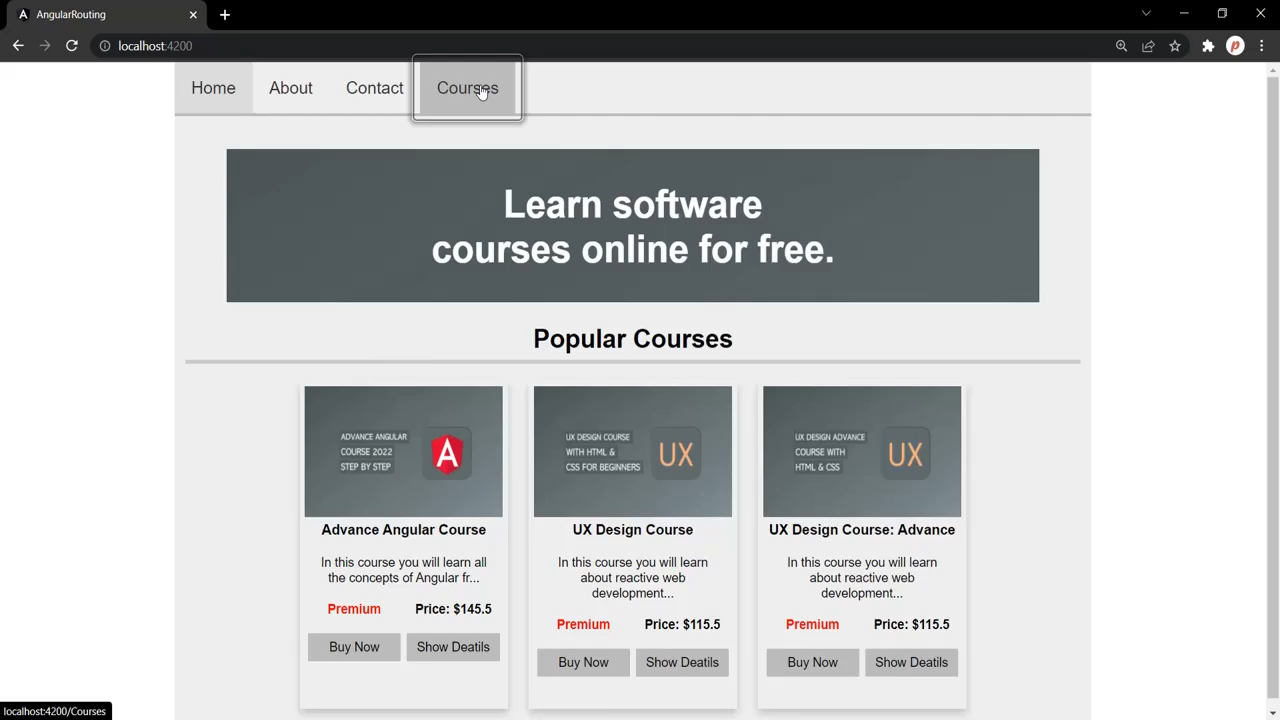 AngularRouting
localhost:4200
Home About Contact Courses
Learn software
courses online for free.
Popular Courses
ADVANCE ANGULAR
COURSE 2022
STEP BY STEP
UX DESIGN COURSE
WITH HTML &
CSS FOR BEGINNERS
UX
UX DESIGN ADVANCE
COURSE WITH
HTML & CSS
UX
Advance Angular Course
In this course you will learn all
the concepts of Angular fr...
Premium Price: $145.5
Buy Now Show Deatils
UX Design Course
In this course you will learn
about reactive web
development...
Premium Price: $115.5
Buy Now Show Deatils
UX Design Course: Advance
In this course you will learn
about reactive web
development...
Premium Price: $115.5
Buy Now Show Deatils
localhost:4200/Courses